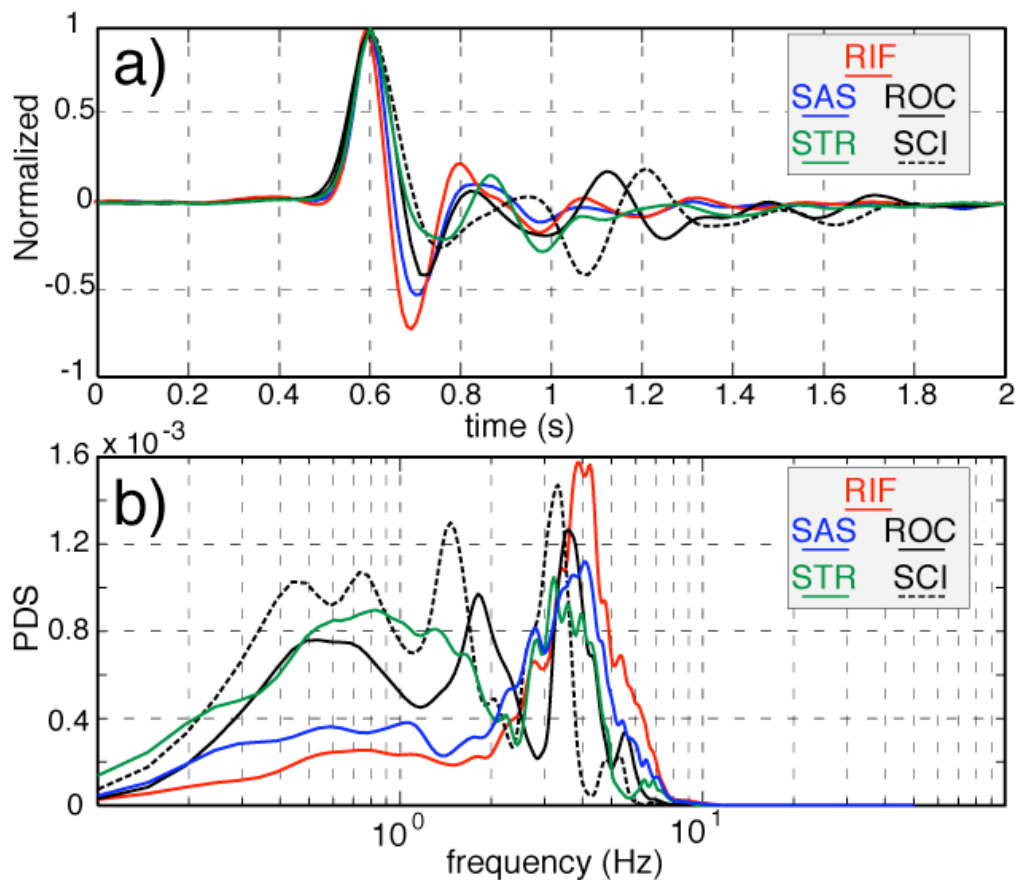 a)
Normalized
1
0.5
0
-0.5
-1
RIF
SAS ROC
STR SCI
0 0.2 0.4 0.6 0.8 1 1.2 1.4 1.6 1.8 2
time (s)
x 10^-3
b)
PDS
1.6
1.2
0.8
0.4
0
RIF
SAS ROC
STR SCI
10^0 10^1
frequency (Hz)